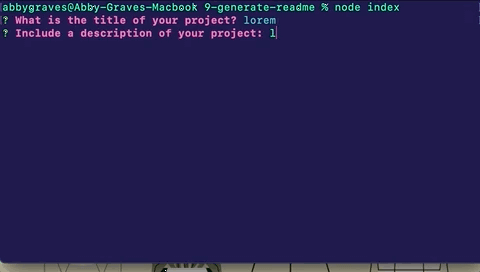 abbygraves@Abby-Graves-Macbook 9-generate-readme % node index
? What is the title of your project? lorem
? Include a description of your project: l